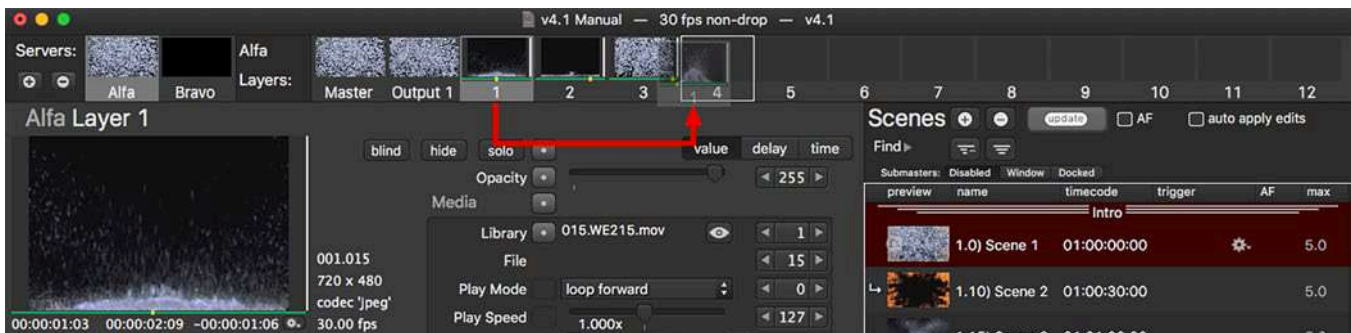 v4.1 Manual — 30 fps non-drop — v4.1
Servers:
Alfa
Bravo
Alfa
Layers:
Master Output 1 1 2 3 1 4 5 6 7 8 9 10 11 12
Alfa Layer 1
blind hide solo value delay time
Opacity 255
Media
Library 015.WE215.mov 1
File 15
Play Mode loop forward 0
Play Speed 1.000x 127
001.015
720 x 480
codec 'jpeg'
30.00 fps
00:00:01:03 00:00:02:09 -00:00:01:06
Scenes update AF auto apply edits
Find
Submasters: Disabled Window Docked
preview name timecode trigger AF max
Intro
1.0) Scene 1 01:00:00:00 5.0
1.10) Scene 2 01:00:30:00 5.0